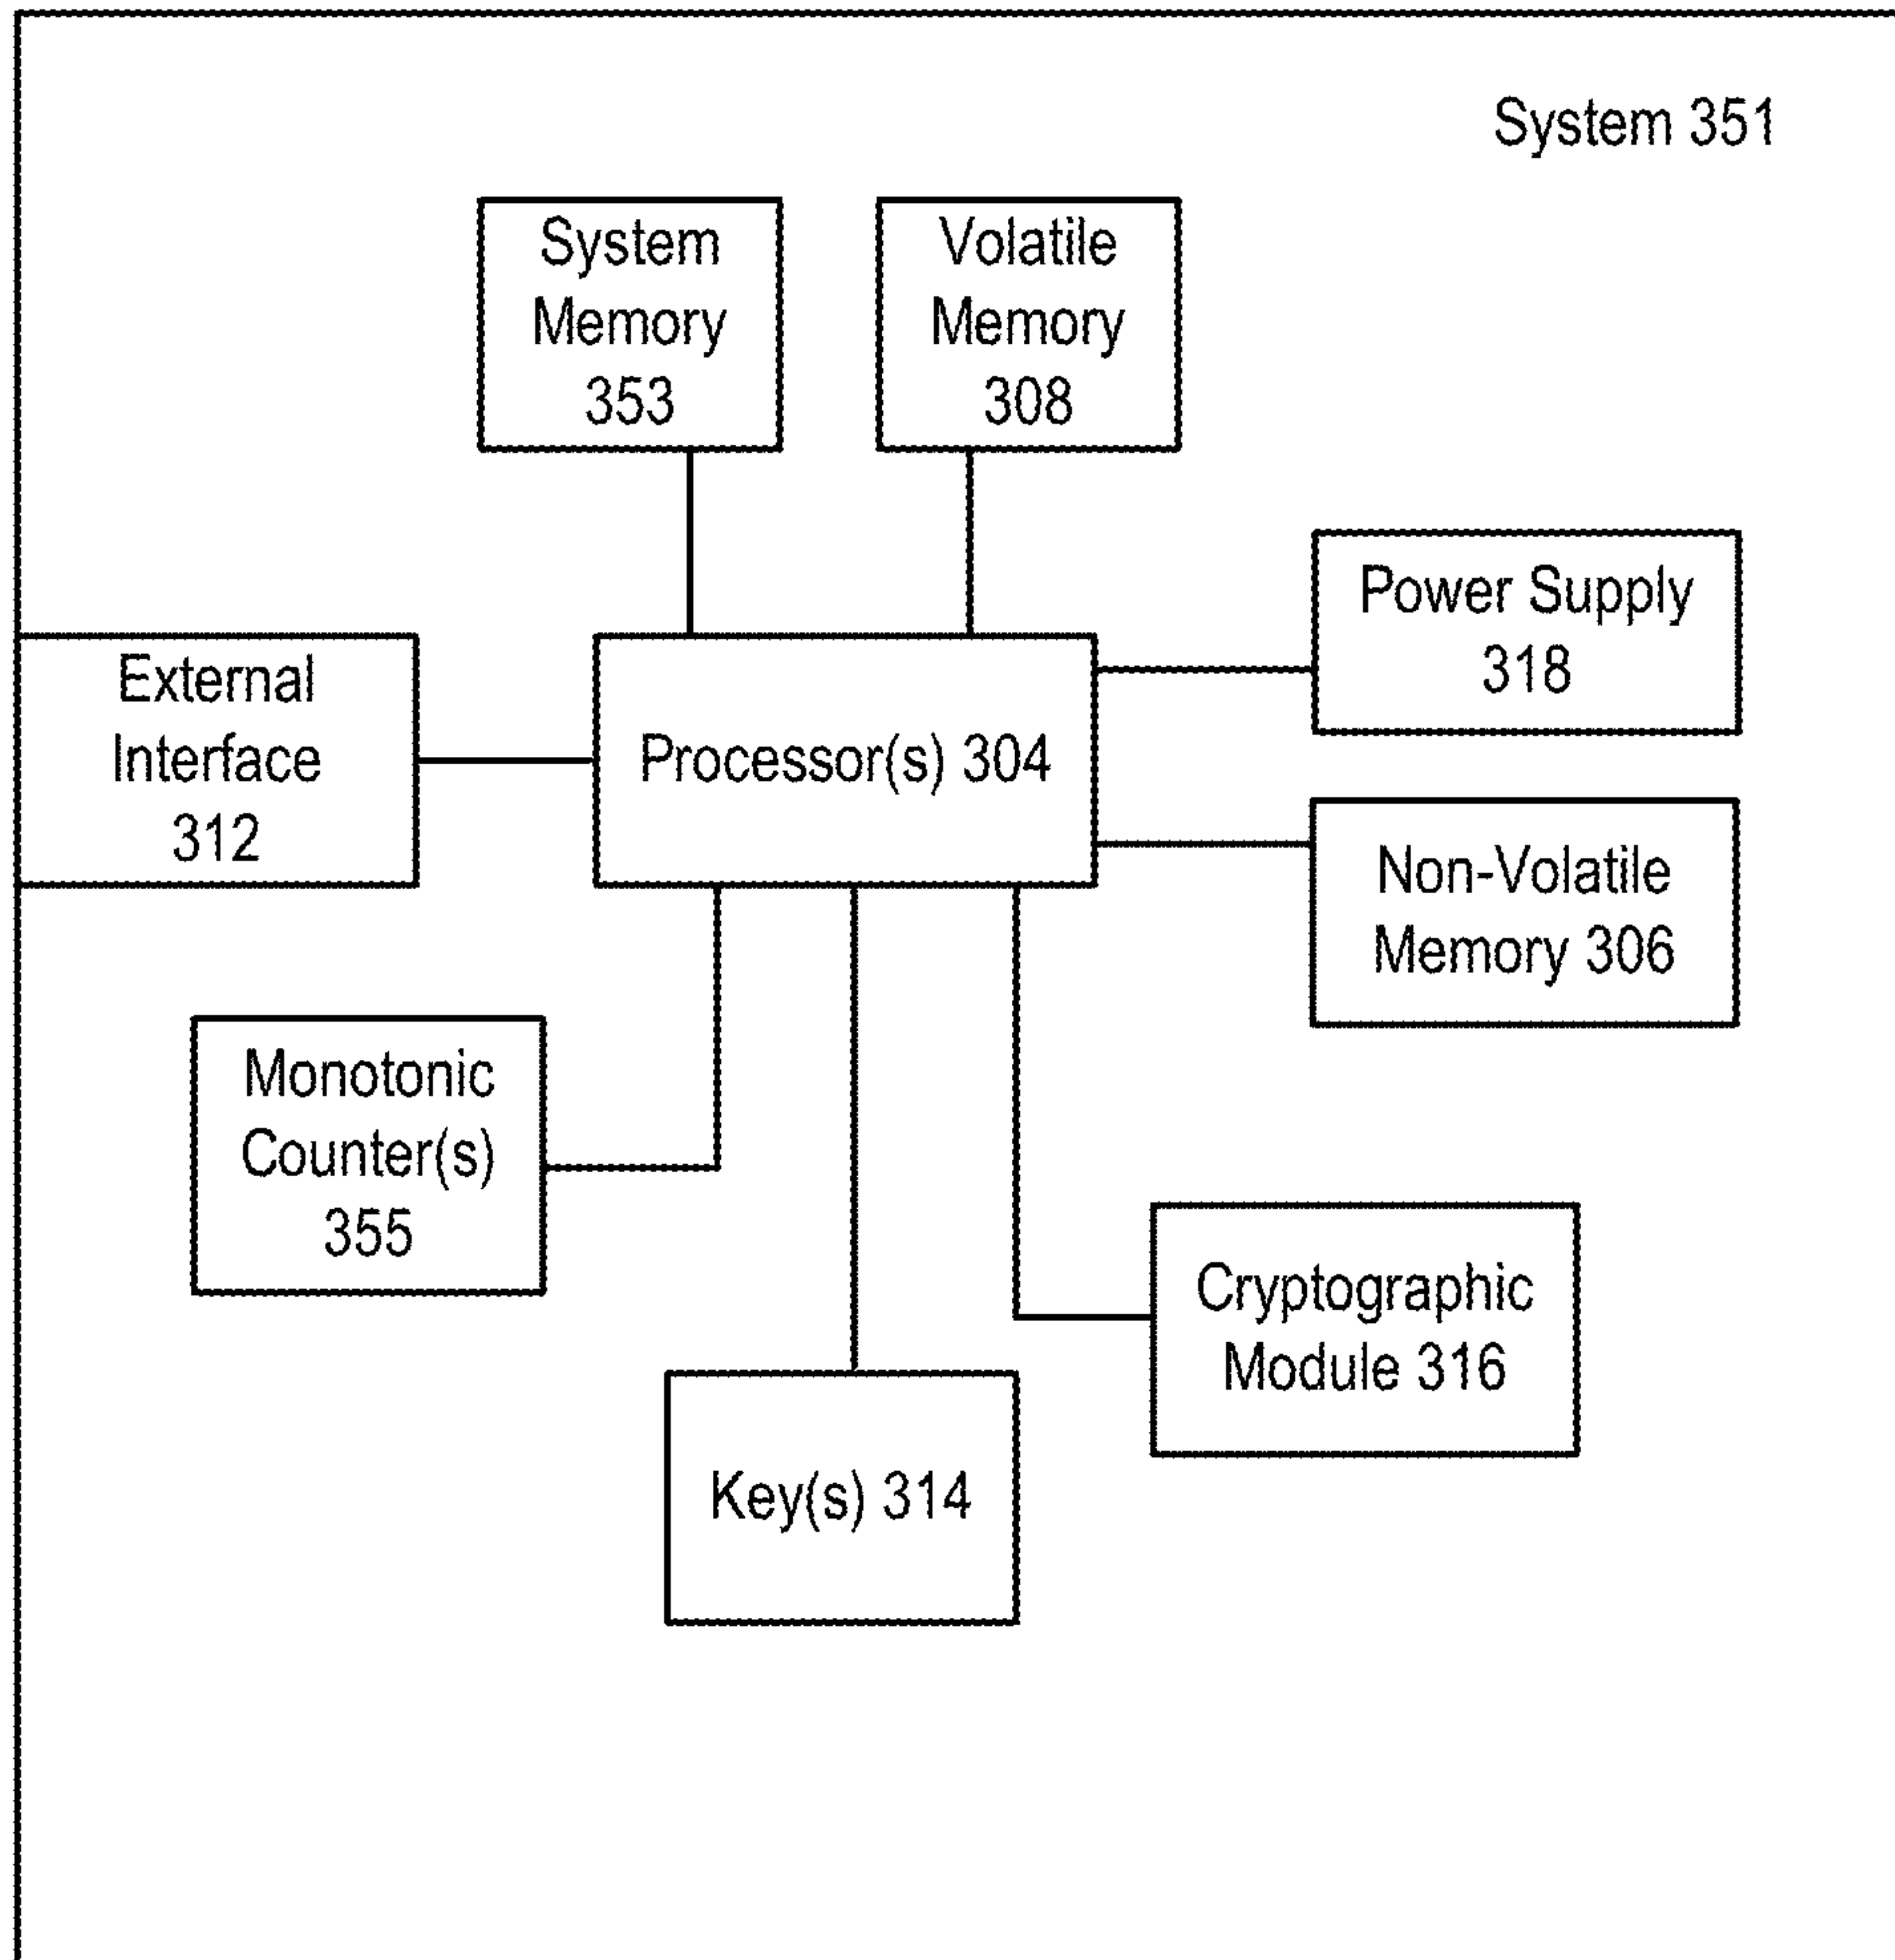 System 351
System
Memory
353
Volatile
Memory
308
Power Supply
318
External
Interface
312
Processor(s) 304
Non-Volatile
Memory 306
Monotonic
Counter(s)
355
Cryptographic
Module 316
Key(s) 314